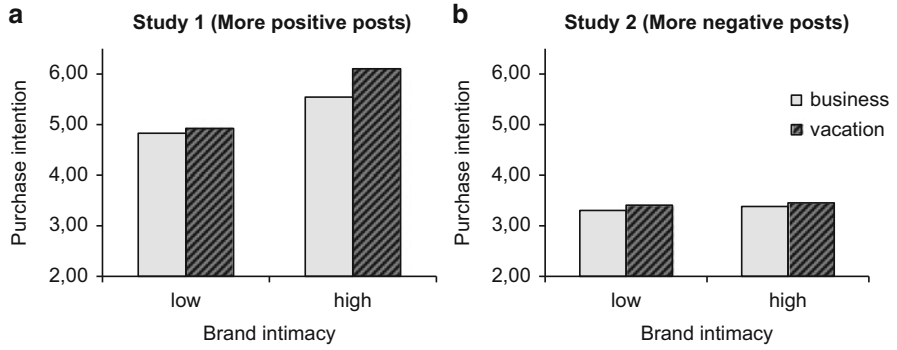 a
Study 1 (More positive posts)
Purchase intention
6,00
5,00
4,00
3,00
2,00
low
high
Brand intimacy
b
Study 2 (More negative posts)
Purchase intention
6,00
5,00
4,00
3,00
2,00
low
high
Brand intimacy
business
vacation